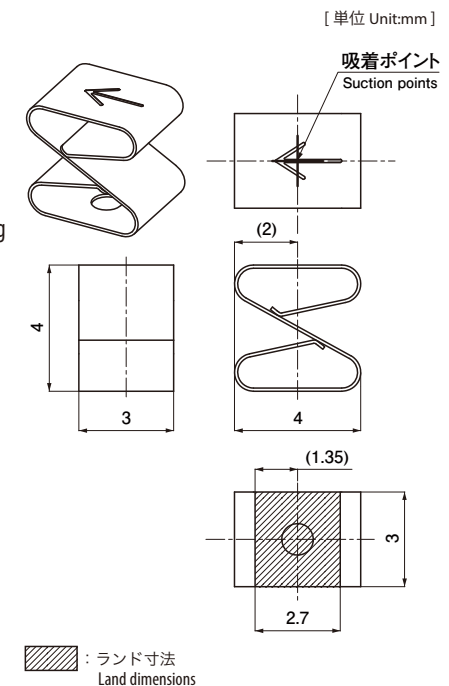 [ 単位 Unit:mm ]
吸着ポイント
Suction points
g
(2)
4
3
4
(1.35)
3
2.7
: ランド寸法
Land dimensions